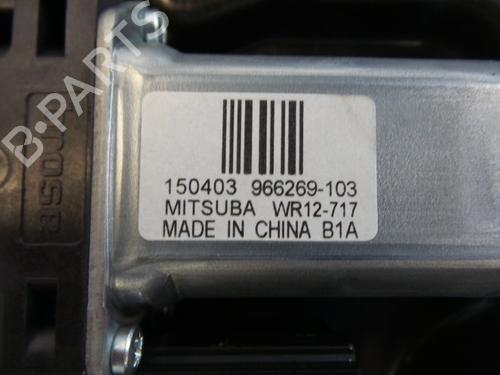 B-PARTS
150403 966269-103
MITSUBA WR12-717
MADE IN CHINA B1A